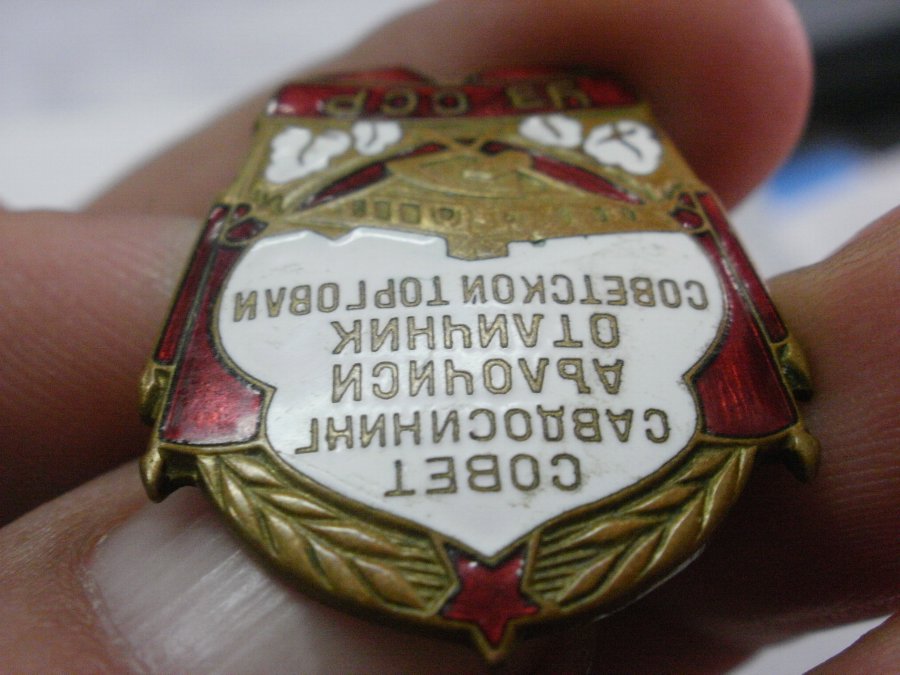 СОВЕТ
САВДОСИНИНГ
АЪЛОЧИСИ
ОТЛИЧНИК
СОВЕТСКОЙ ТОРГОВЛИ
УЗ ССР